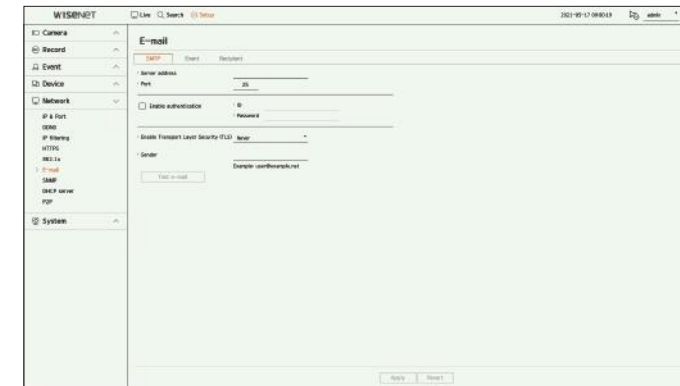 WISENET
Live Search Setup 2021-05-17 09:00:19 admin
Camera
Record
Event
Device
Network
IP & Port
DDNS
IP filtering
HTTPS
802.1x
E-mail
SNMP
DHCP server
P2P
System
E-mail
SMTP Event Recipient
Server address
Port 25
Enable authentication ID
Password
Enable Transport Layer Security (TLS) Never
Sender
Example: user@example.net
Test e-mail
Apply Revert